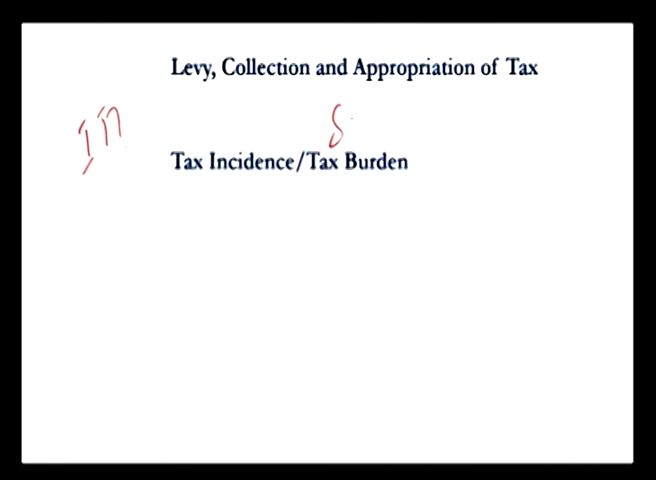 Levy, Collection and Appropriation of Tax
Tax Incidence/Tax Burden